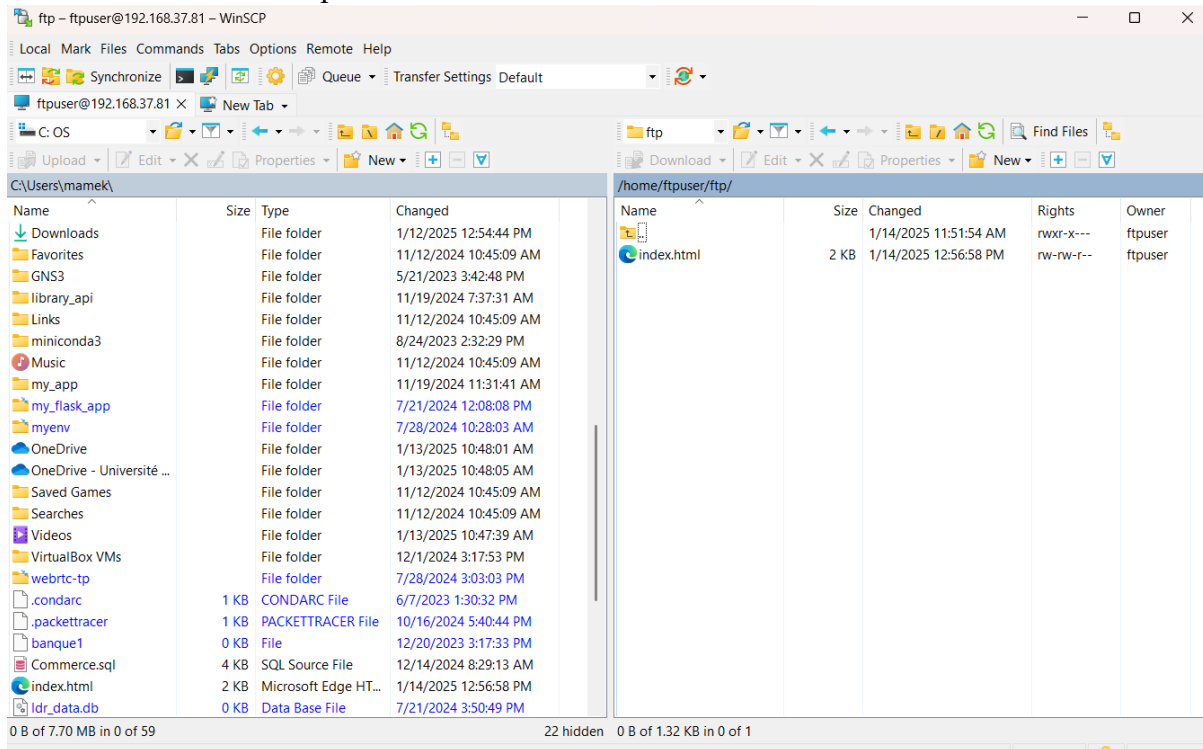 ftp – ftpuser@192.168.37.81 – WinSCP
Local Mark Files Commands Tabs Options Remote Help
Synchronize Queue Transfer Settings Default
ftpuser@192.168.37.81 New Tab
C: OS ftp Find Files
Upload Edit Properties New Download Edit Properties New
C:\Users\mamek\ /home/ftpuser/ftp/
Name Size Type Changed Name Size Changed Rights Owner
Downloads File folder 1/12/2025 12:54:44 PM .. 1/14/2025 11:51:54 AM rwxr-x--- ftpuser
Favorites File folder 11/12/2024 10:45:09 AM index.html 2 KB 1/14/2025 12:56:58 PM rw-rw-r-- ftpuser
GNS3 File folder 5/21/2023 3:42:48 PM
library_api File folder 11/19/2024 7:37:31 AM
Links File folder 11/12/2024 10:45:09 AM
miniconda3 File folder 8/24/2023 2:32:29 PM
Music File folder 11/12/2024 10:45:09 AM
my_app File folder 11/19/2024 11:31:41 AM
my_flask_app File folder 7/21/2024 12:08:08 PM
myenv File folder 7/28/2024 10:28:03 AM
OneDrive File folder 1/13/2025 10:48:01 AM
OneDrive - Université ... File folder 1/13/2025 10:48:05 AM
Saved Games File folder 11/12/2024 10:45:09 AM
Searches File folder 11/12/2024 10:45:09 AM
Videos File folder 1/13/2025 10:47:39 AM
VirtualBox VMs File folder 12/1/2024 3:17:53 PM
webrtc-tp File folder 7/28/2024 3:03:03 PM
.condarc 1 KB CONDARC File 6/7/2023 1:30:32 PM
.packettracer 1 KB PACKETTRACER File 10/16/2024 5:40:44 PM
banque1 0 KB File 12/20/2023 3:17:33 PM
Commerce.sql 4 KB SQL Source File 12/14/2024 8:29:13 AM
index.html 2 KB Microsoft Edge HT... 1/14/2025 12:56:58 PM
ldr_data.db 0 KB Data Base File 7/21/2024 3:50:49 PM
0 B of 7.70 MB in 0 of 59 22 hidden 0 B of 1.32 KB in 0 of 1